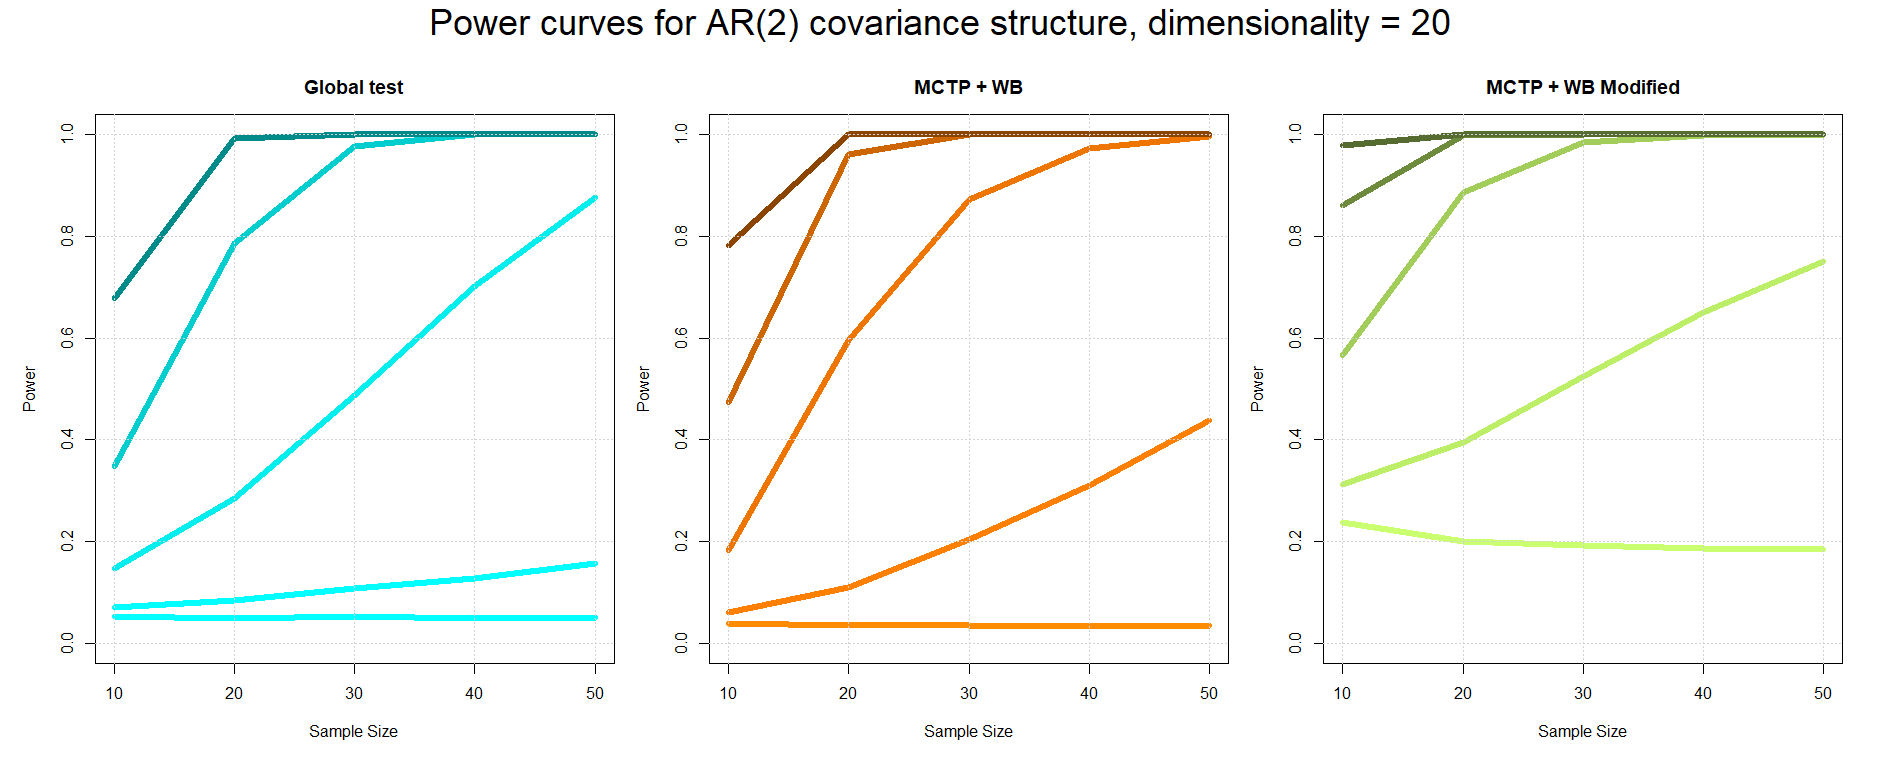 Power curves for AR(2) covariance structure, dimensionality = 20
Global test
Power
0.0 0.2 0.4 0.6 0.8 1.0
10 20 30 40 50
Sample Size
MCTP + WB
Power
0.0 0.2 0.4 0.6 0.8 1.0
10 20 30 40 50
Sample Size
MCTP + WB Modified
Power
0.0 0.2 0.4 0.6 0.8 1.0
10 20 30 40 50
Sample Size